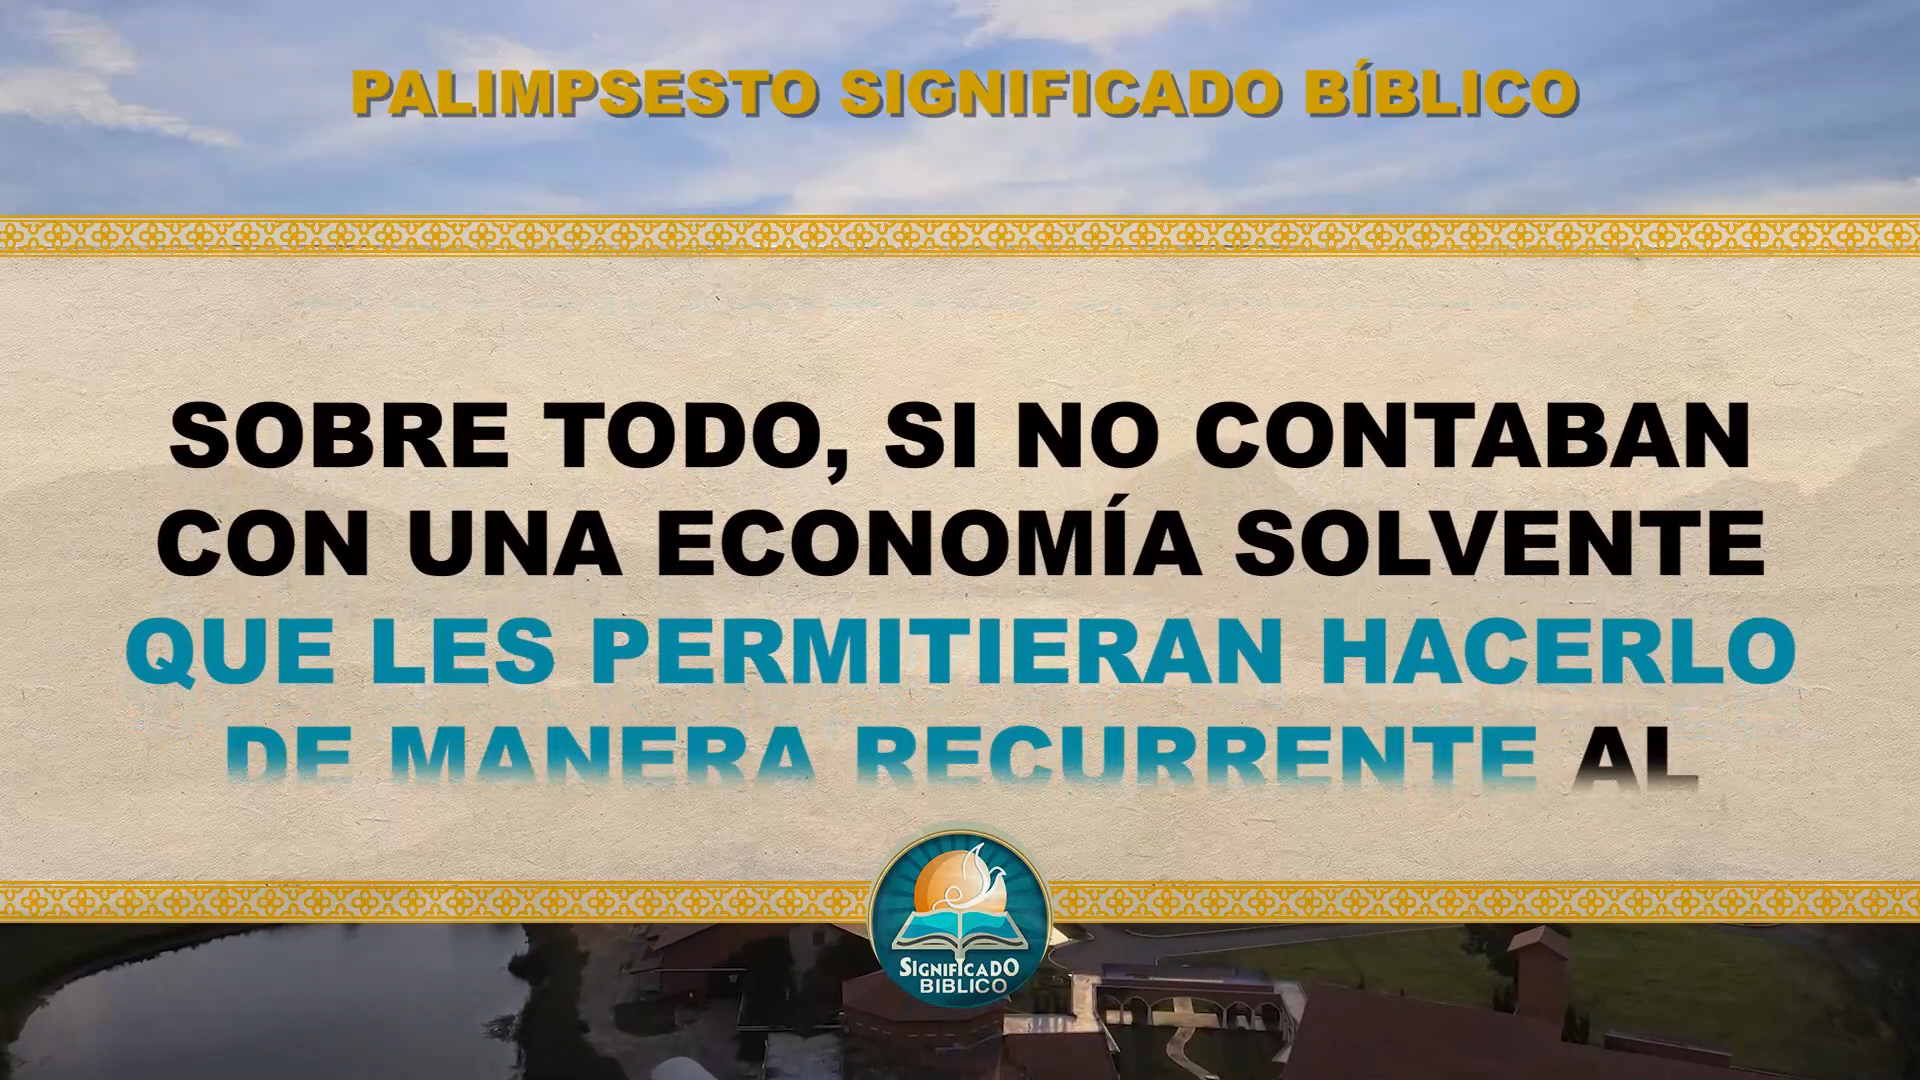 PALIMPSESTO SIGNIFICADO BÍBLICO
SOBRE TODO, SI NO CONTABAN
CON UNA ECONOMÍA SOLVENTE
QUE LES PERMITIERAN HACERLO
DE MANERA RECURRENTE AL
SIGNIFICADO
BIBLICO